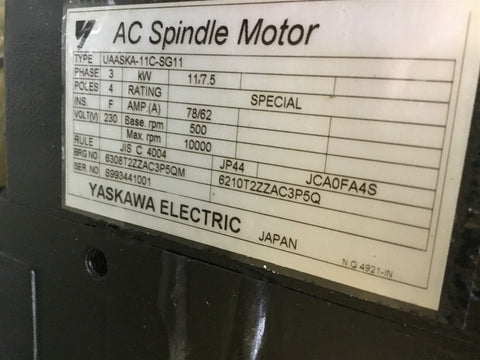 AC Spindle Motor
TYPE UAASKA-11C-SG11
PHASE 3 kW 11/7.5
POLES 4 RATING SPECIAL
INS. F AMP.(A) 78/62
VOLT(V) 230 Base. rpm 500
Max. rpm 10000
RULE JIS C 4004 JP44 JCA0FA4S
BRG NO 6308T2ZZAC3P5QM 6210T2ZZAC3P5Q
SER. NO S993441001
YASKAWA ELECTRIC JAPAN
N.Q 4921-IN